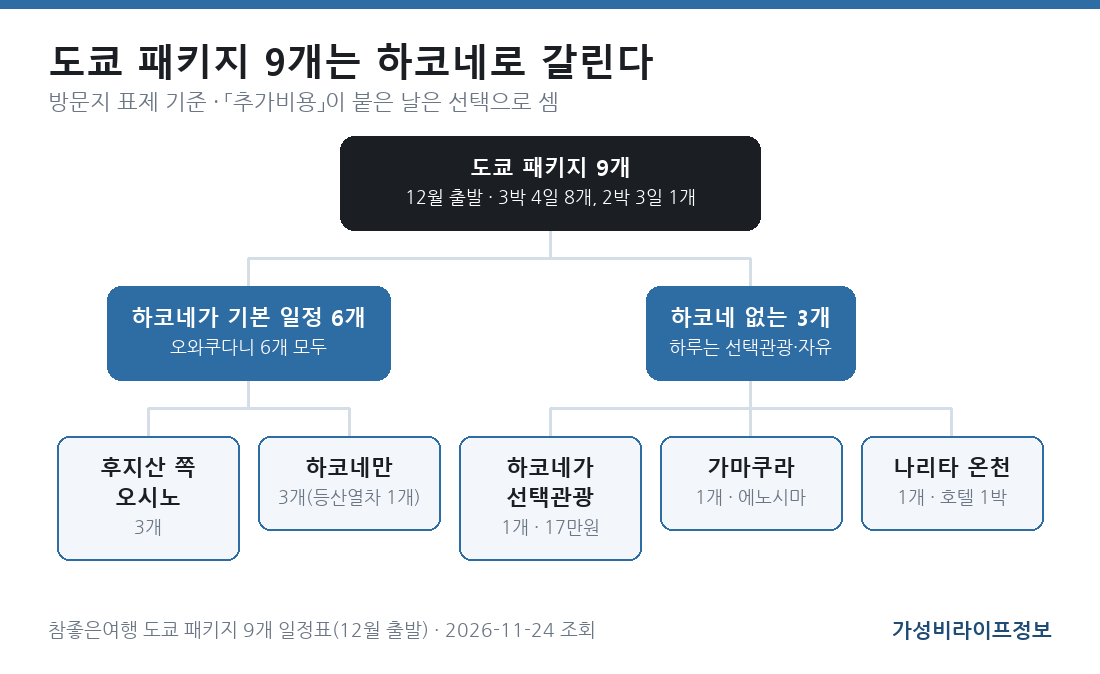 도쿄 패키지 9개는 하코네로 갈린다
방문지 표제 기준 · 「추가비용」이 붙은 날은 선택으로 셈
도쿄 패키지 9개
12월 출발 · 3박 4일 8개, 2박 3일 1개
하코네가 기본 일정 6개
오와쿠다니 6개 모두
하코네 없는 3개
하루는 선택관광·자유
후지산 쪽
오시노
3개
하코네만
3개(등산열차 1개)
하코네가
선택관광
1개 · 17만원
가마쿠라
1개 · 에노시마
나리타 온천
1개 · 호텔 1박
참좋은여행 도쿄 패키지 9개 일정표(12월 출발) · 2026-11-24 조회
가성비라이프정보